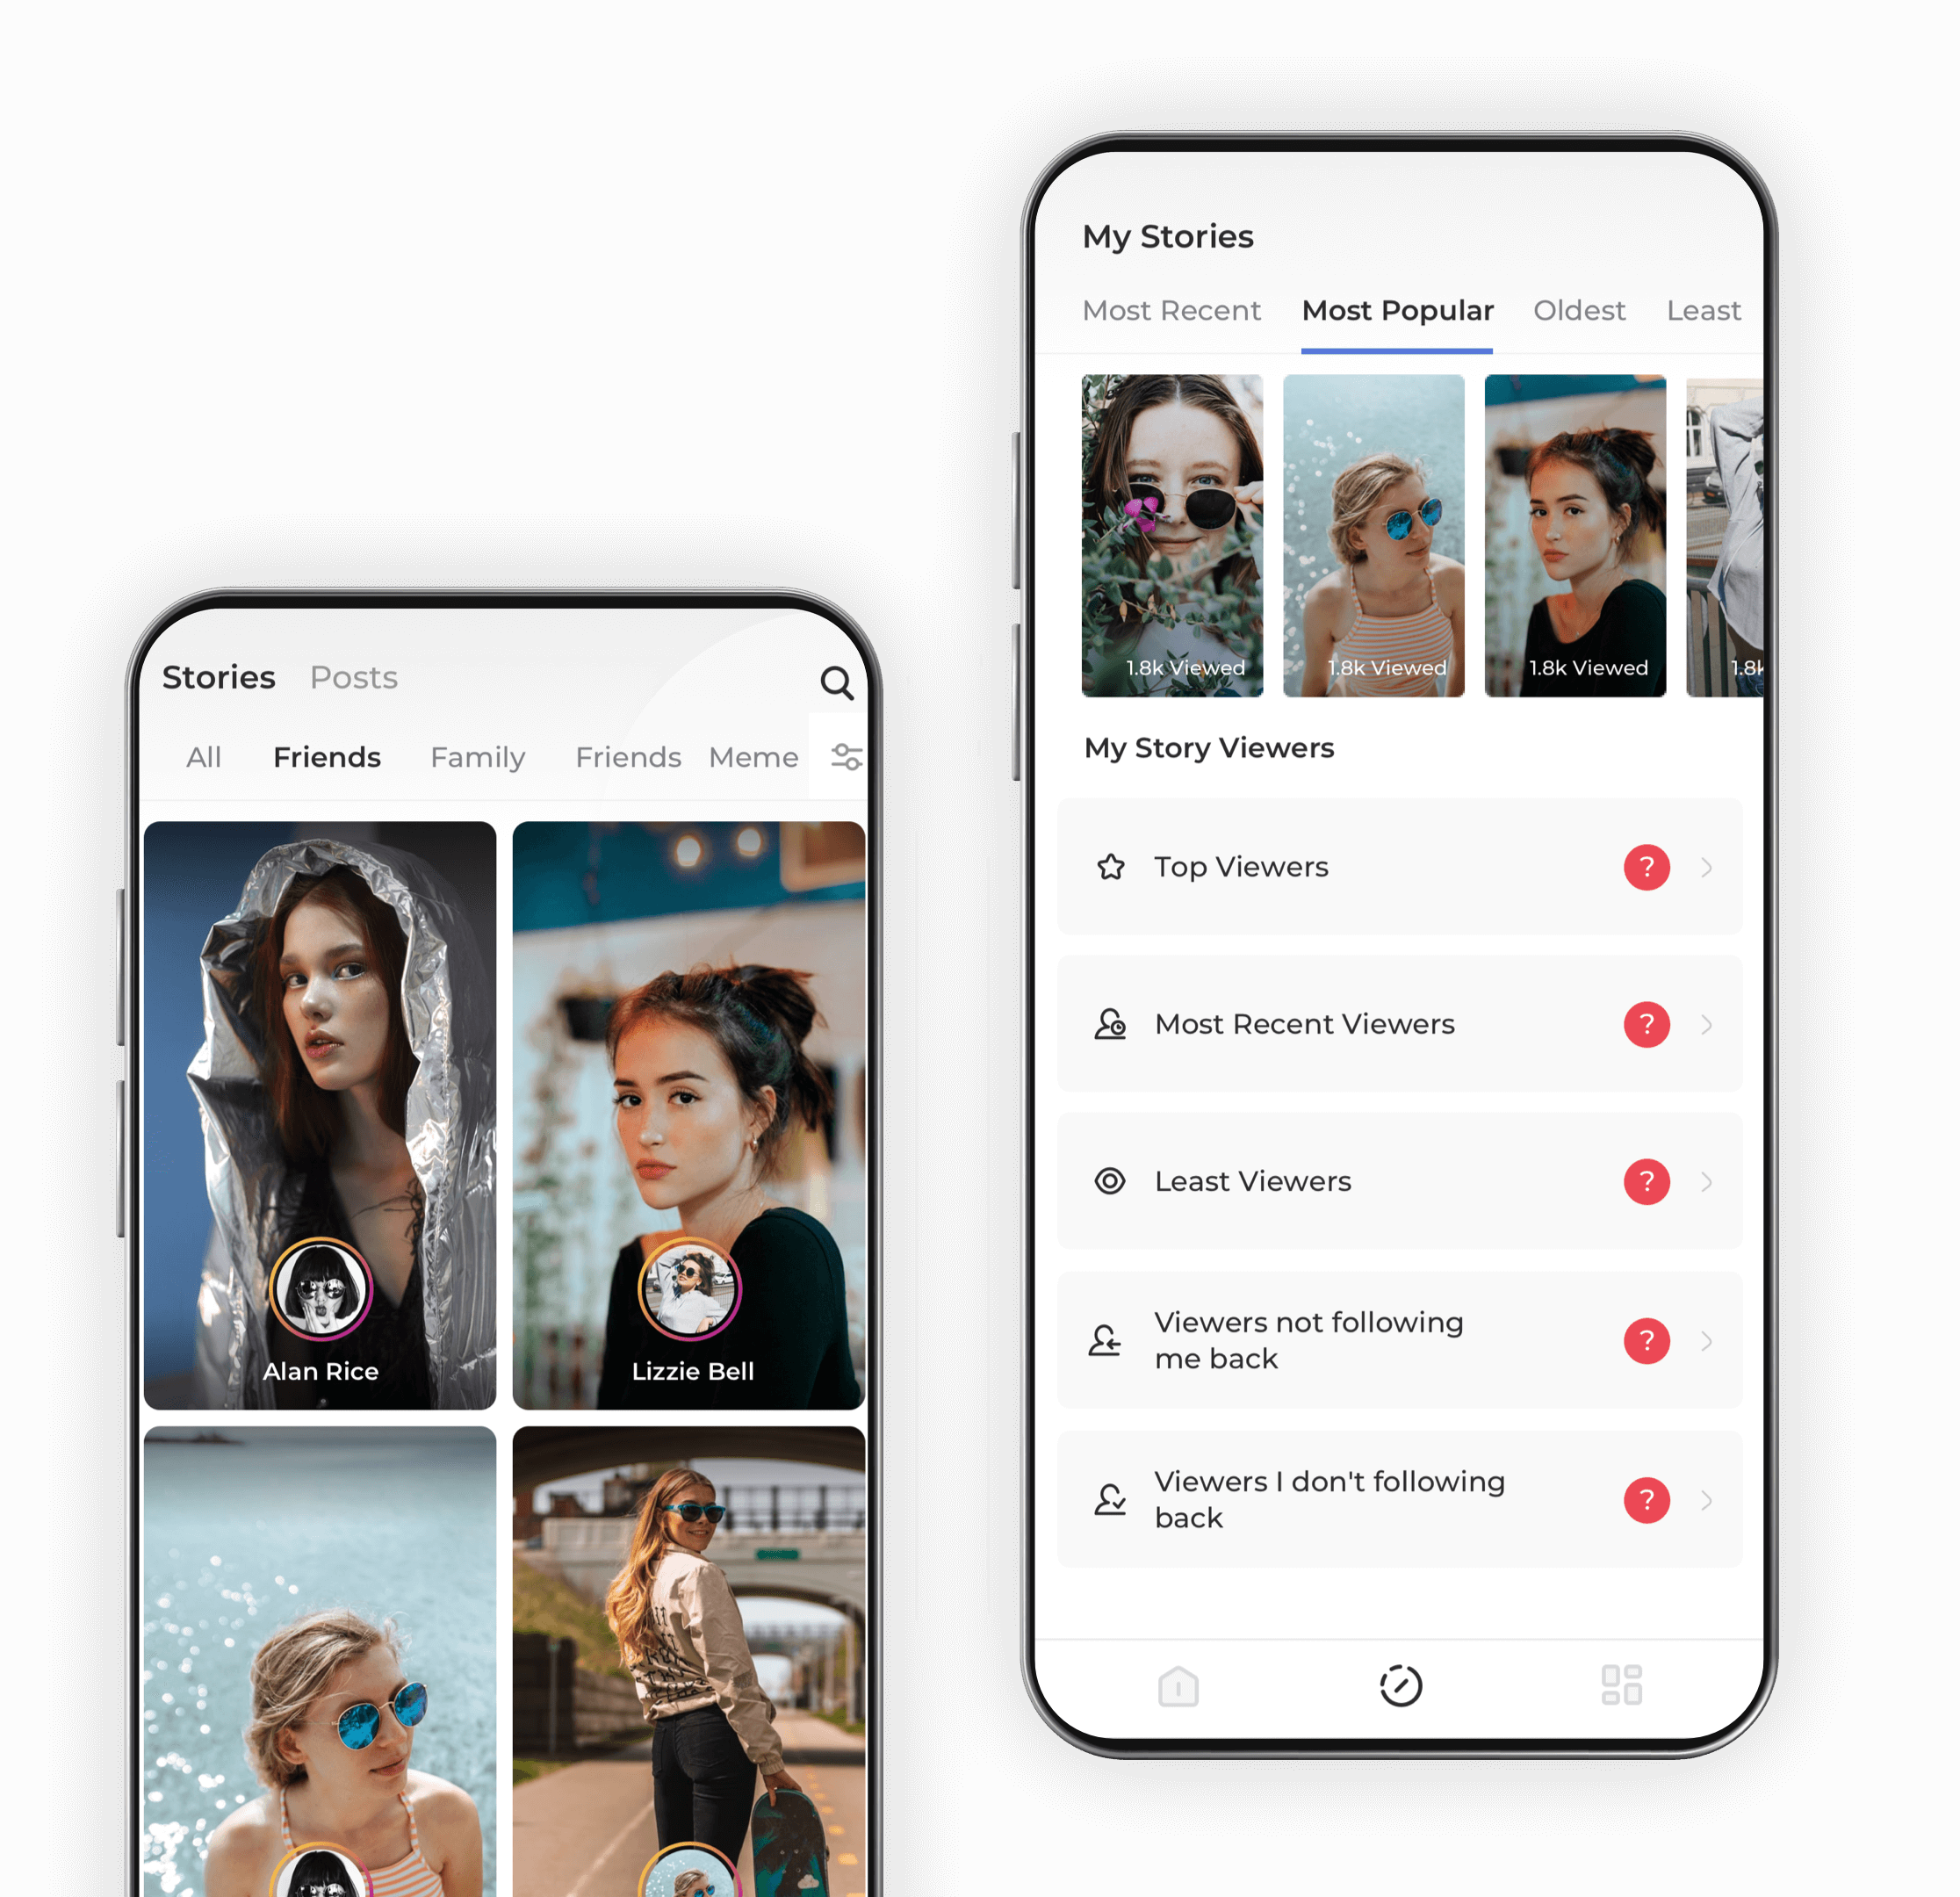 My Stories
Most Recent Most Popular Oldest Least
1.8k Viewed 1.8k Viewed 1.8k Viewed 1.8k
My Story Viewers
Top Viewers ?
Most Recent Viewers ?
Least Viewers ?
Viewers not following
me back ?
Viewers I don't following
back ?
Stories Posts
All Friends Family Friends Meme
Alan Rice Lizzie Bell